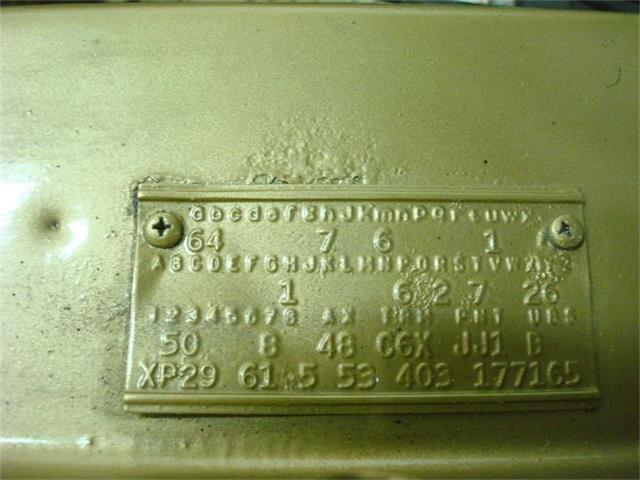 abcdefghJKmnPqrsuwx
64 7 6 1
ABCDEFGHJKLMNPQRSTVWXYZ
1 6 2 7 26
12345678 AX TRM PNT UBS
50 8 48 C6X JJ1 B
XP29 61 5 53 403 177165